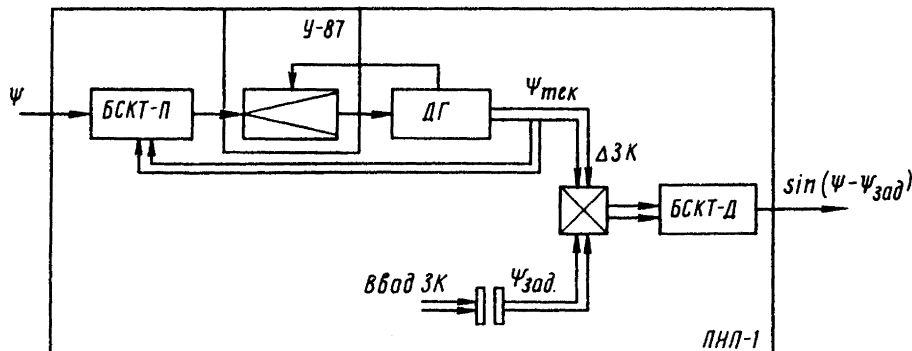 У-87
Ψ
БСКТ-П
ДГ
Ψтек
ΔЗК
БСКТ-Д
sin(Ψ-Ψзад)
Ввод ЗК
Ψзад.
ПНП-1